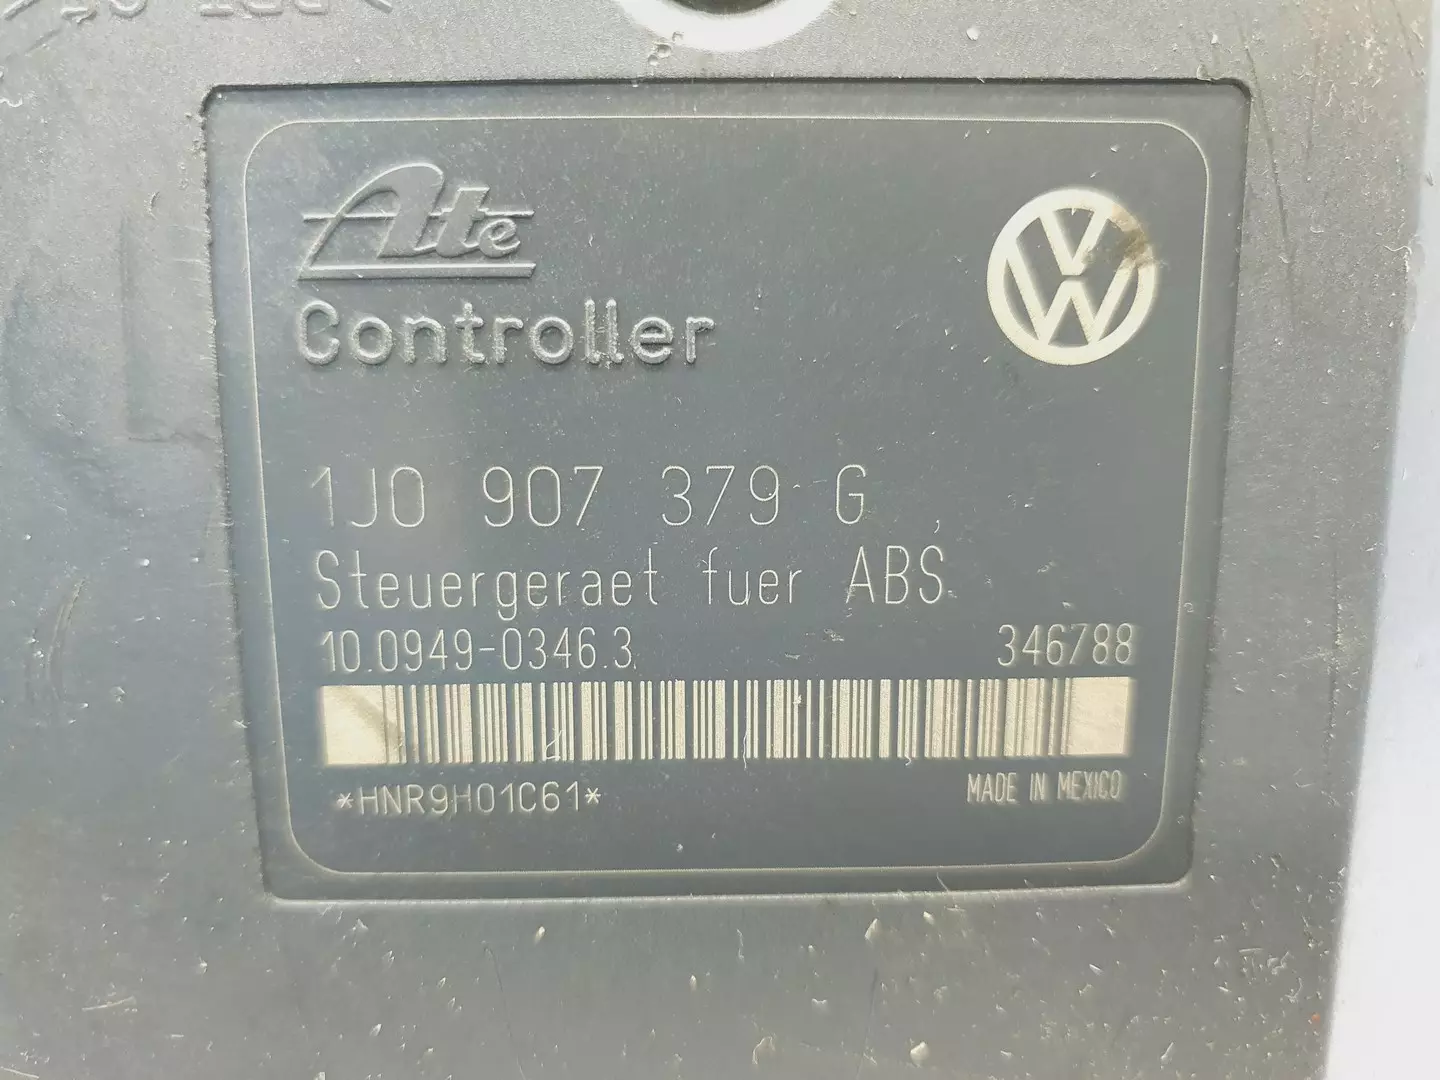 Ate
Controller
1J0 907 379 G
Steuergeraet fuer ABS
10.0949-0346.3 346788
*HNR9H01C61* MADE IN MEXICO